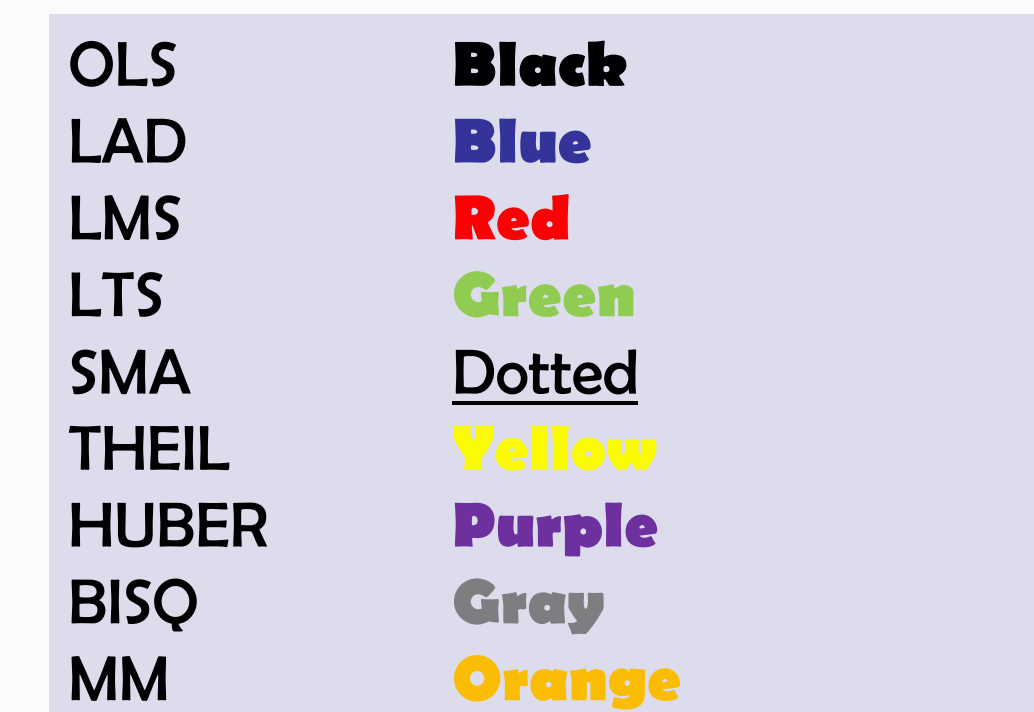 OLS Black
LAD Blue
LMS Red
LTS Green
SMA Dotted
THEIL Yellow
HUBER Purple
BISQ Gray
MM Orange